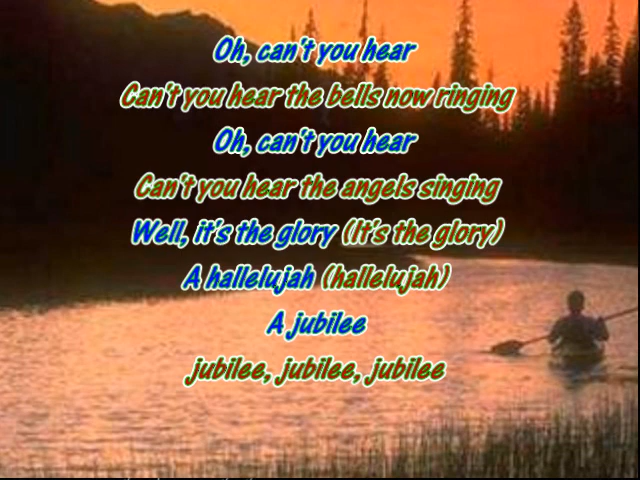 Oh, can't you hear
Can't you hear the bells now ringing
Oh, can't you hear
Can't you hear the angels singing
Well, it's the glory (It's the glory)
A hallelujah (hallelujah)
A jubilee
jubilee, jubilee, jubilee